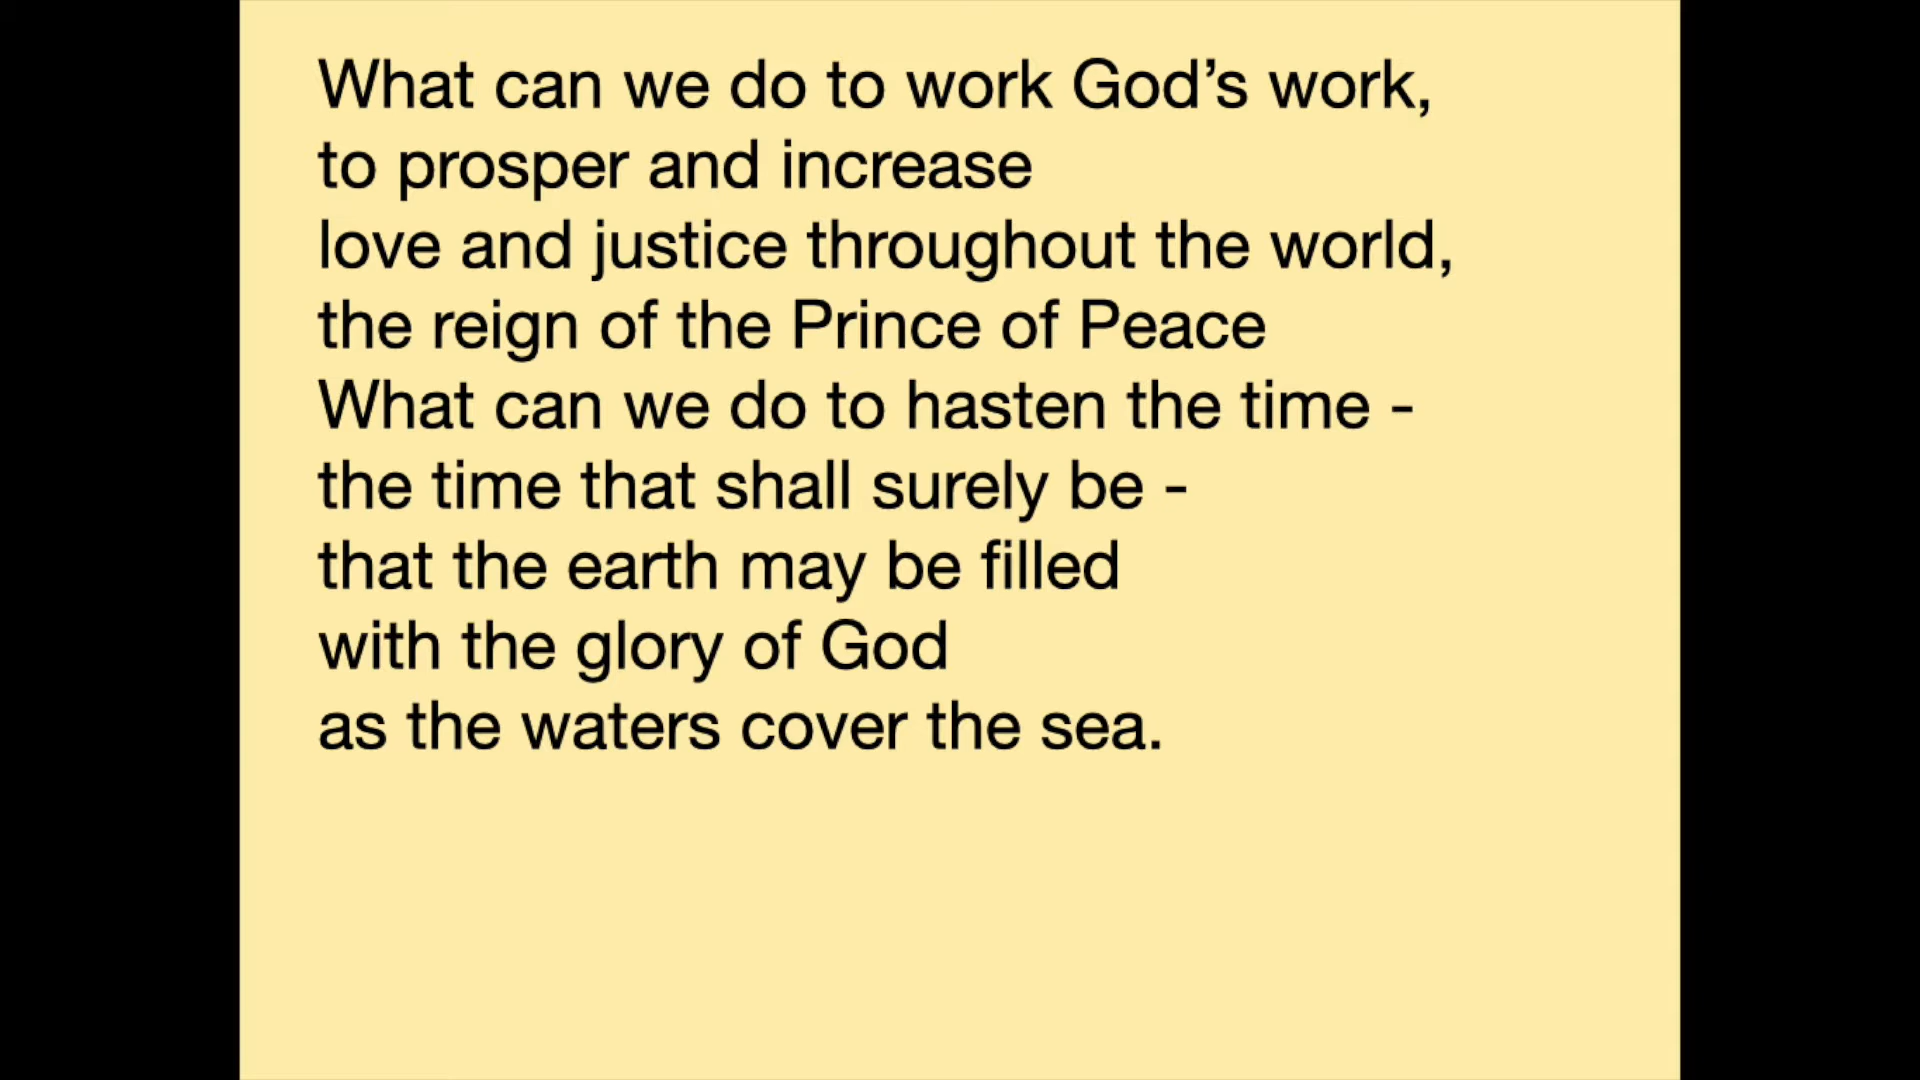 What can we do to work God’s work,
to prosper and increase
love and justice throughout the world,
the reign of the Prince of Peace
What can we do to hasten the time -
the time that shall surely be -
that the earth may be filled
with the glory of God
as the waters cover the sea.